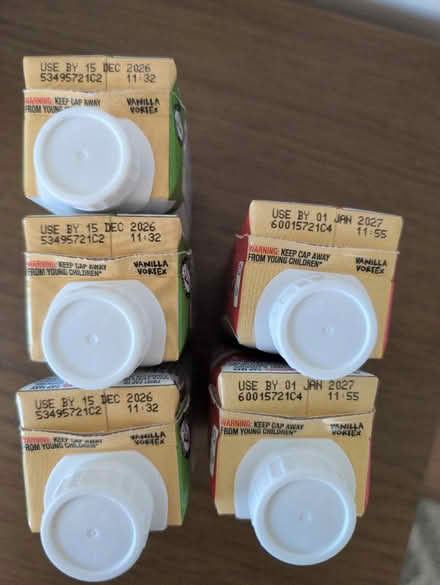 USE BY 15 DEC 2026
53495721C2 11:32
WARNING: KEEP CAP AWAY
FROM YOUNG
VANILLA
VORTEX
USE BY 15 DEC 2026
53495721C2 11:32
WARNING: KEEP CAP AWAY
FROM YOUNG CHILDREN*
VANILLA
VORTEX
USE BY 15 DEC 2026
53495721C2 11:32
WARNING: KEEP CAP AWAY
FROM YOUNG CHILDREN*
VANILLA
VORTEX
USE BY 01 JAN 2027
60015721C4 11:55
WARNING: KEEP CAP AWAY
FROM YOUNG CHILDREN*
VANILLA
VORTEX
USE BY 01 JAN 2027
60015721C4 11:55
WARNING: KEEP CAP AWAY
FROM YOUNG CHILDREN*
VANILLA
VORTEX